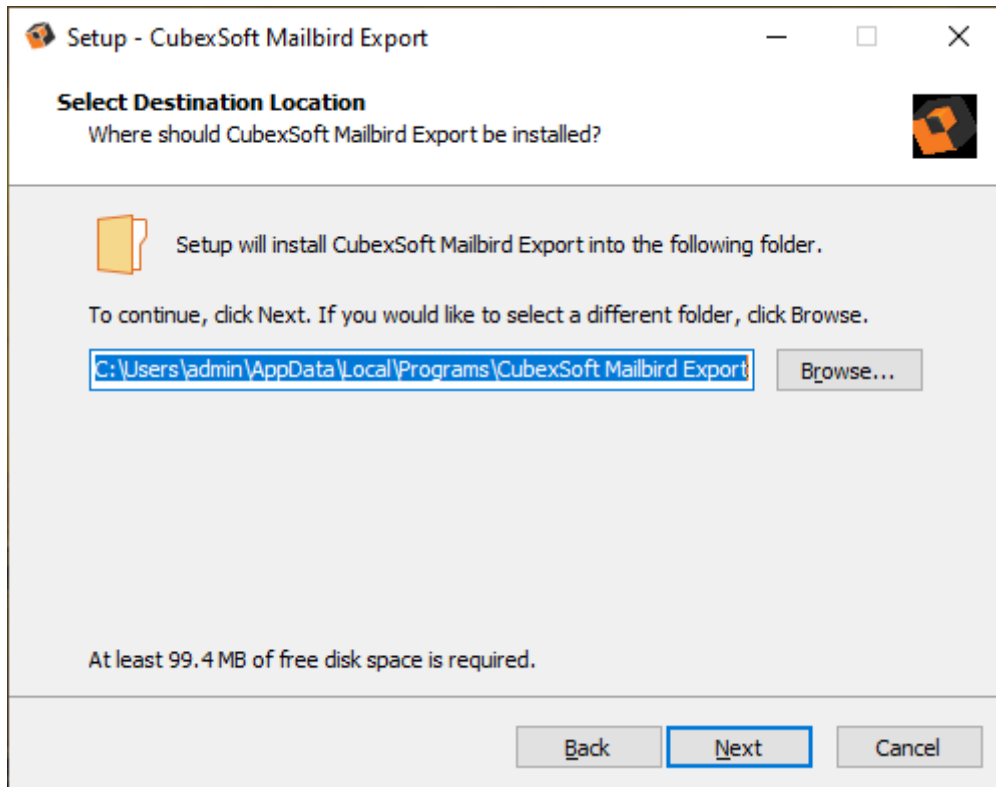 Setup - CubexSoft Mailbird Export
Select Destination Location
Where should CubexSoft Mailbird Export be installed?
Setup will install CubexSoft Mailbird Export into the following folder.
To continue, click Next. If you would like to select a different folder, click Browse.
C:\Users\admin\AppData\Local\Programs\CubexSoft Mailbird Export
Browse...
At least 99.4 MB of free disk space is required.
Back Next Cancel